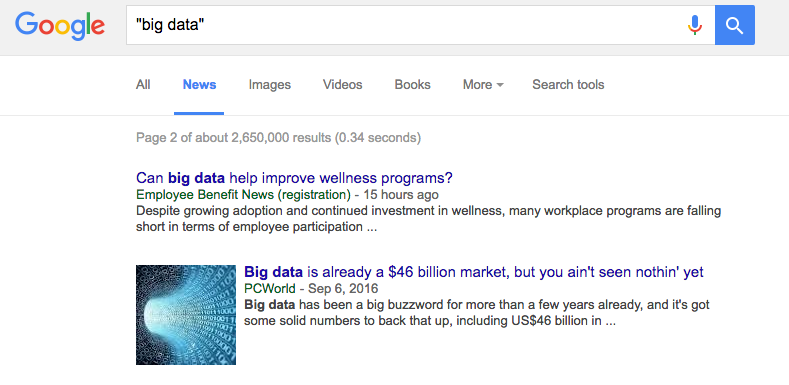 Google "big data"
All News Images Videos Books More Search tools
Page 2 of about 2,650,000 results (0.34 seconds)
Can big data help improve wellness programs?
Employee Benefit News (registration) - 15 hours ago
Despite growing adoption and continued investment in wellness, many workplace programs are falling
short in terms of employee participation ...
Big data is already a $46 billion market, but you ain't seen nothin' yet
PCWorld - Sep 6, 2016
Big data has been a big buzzword for more than a few years already, and it's got
some solid numbers to back that up, including US$46 billion in ...